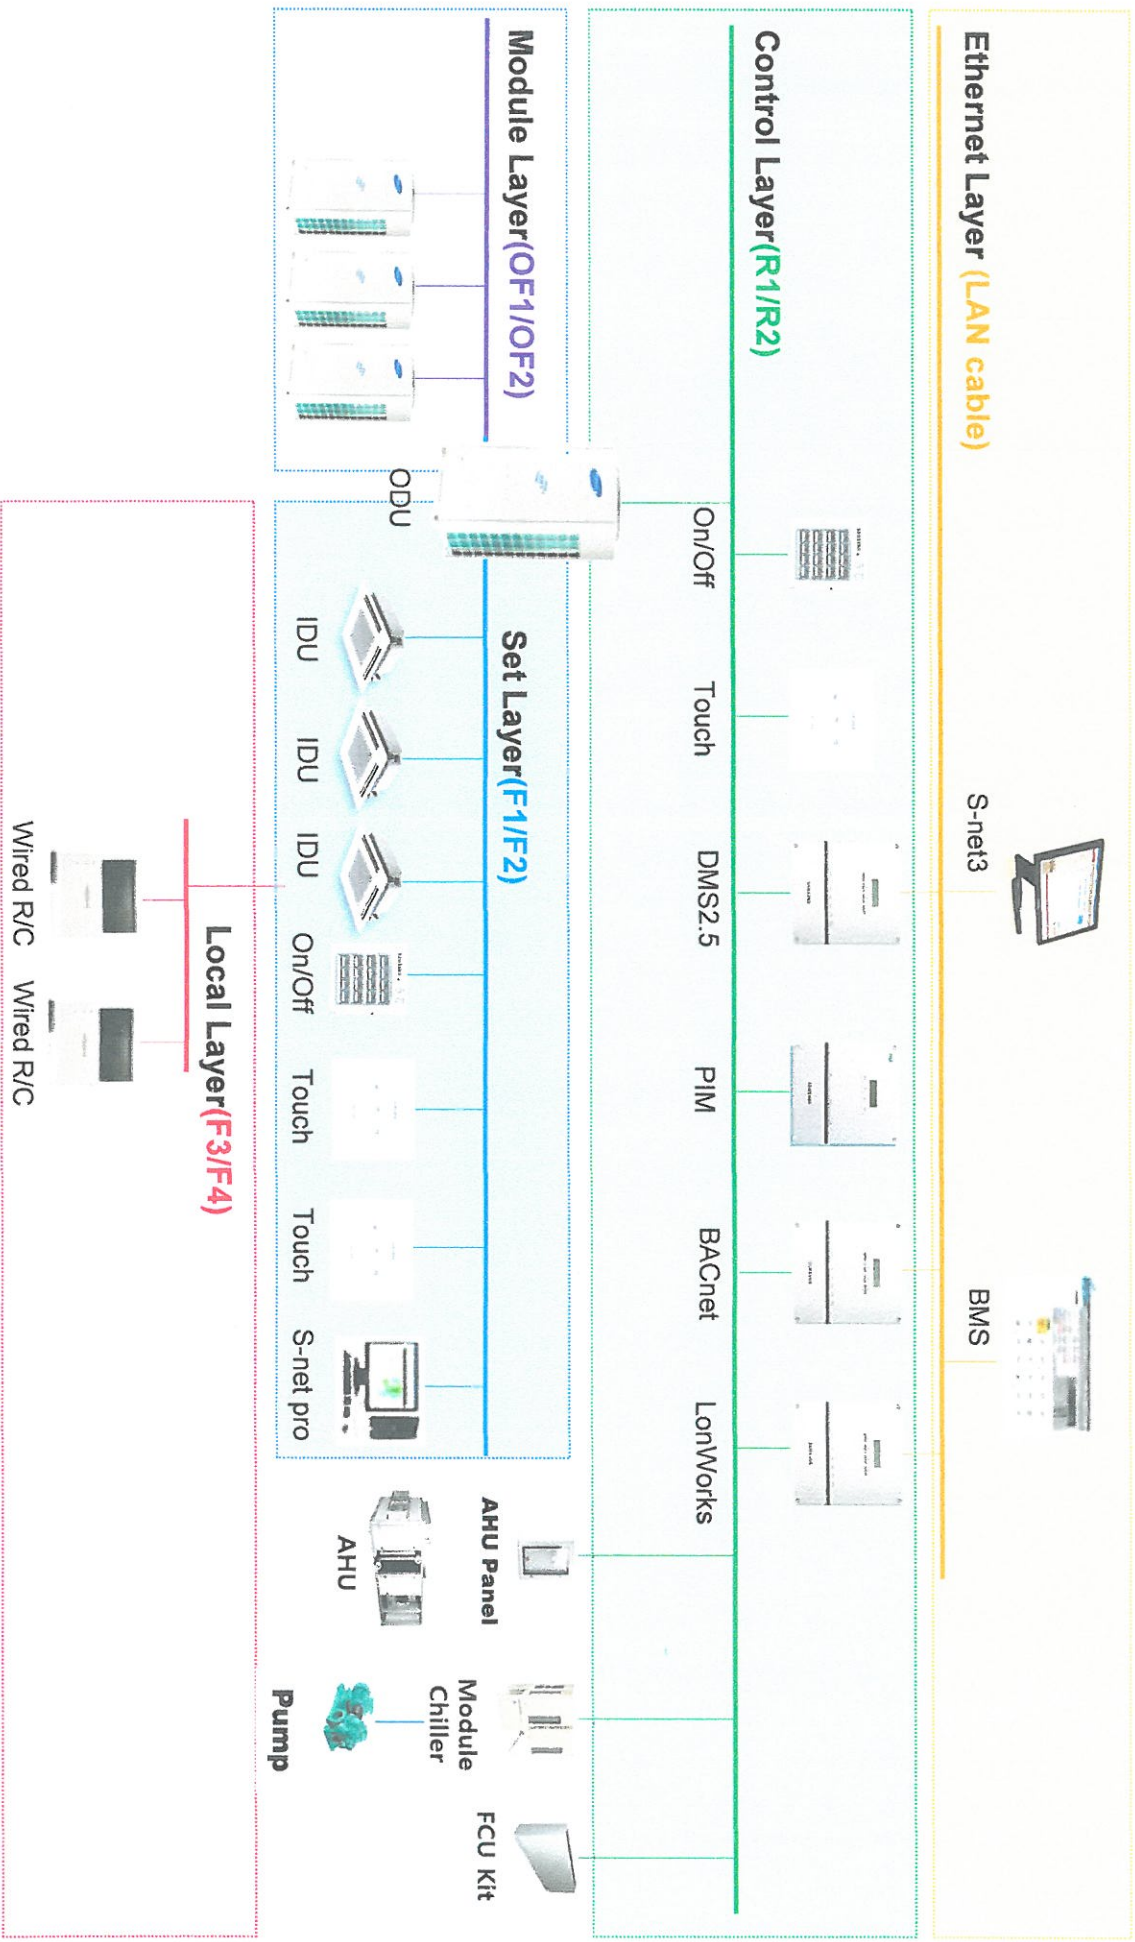 Ethernet Layer (LAN cable)
S-net3
BMS
Control Layer(R1/R2)
On/Off
Touch
DMS2.5
PIM
BACnet
LonWorks
Module Layer(OF1/OF2)
ODU
Set Layer(F1/F2)
IDU
IDU
IDU
On/Off
Touch
Touch
S-net pro
AHU Panel
AHU
Module
Chiller
Pump
FCU Kit
Local Layer(F3/F4)
Wired R/C
Wired R/C